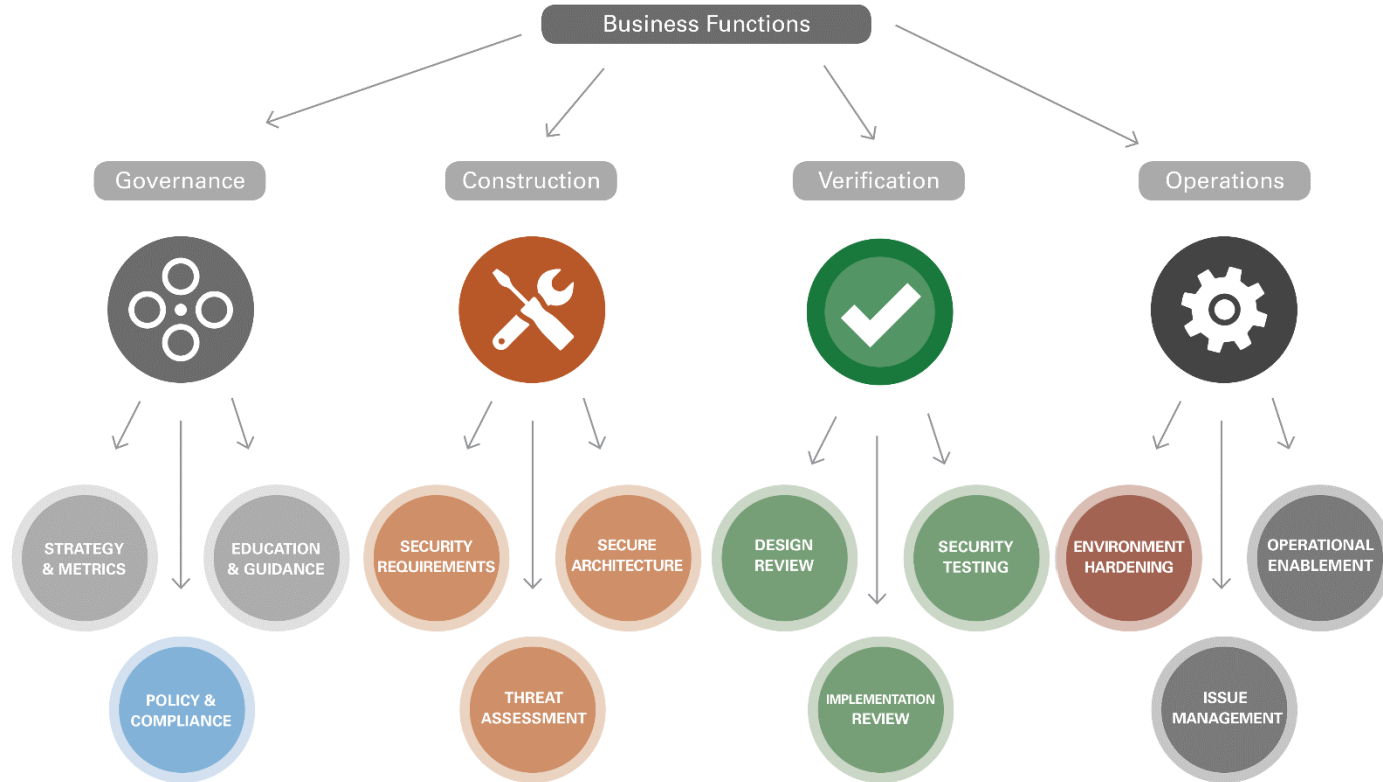 Business Functions
Governance
Construction
Verification
Operations
STRATEGY
& METRICS
EDUCATION
& GUIDANCE
POLICY &
COMPLIANCE
SECURITY
REQUIREMENTS
SECURE
ARCHITECTURE
THREAT
ASSESSMENT
DESIGN
REVIEW
SECURITY
TESTING
IMPLEMENTATION
REVIEW
ENVIRONMENT
HARDENING
OPERATIONAL
ENABLEMENT
ISSUE
MANAGEMENT